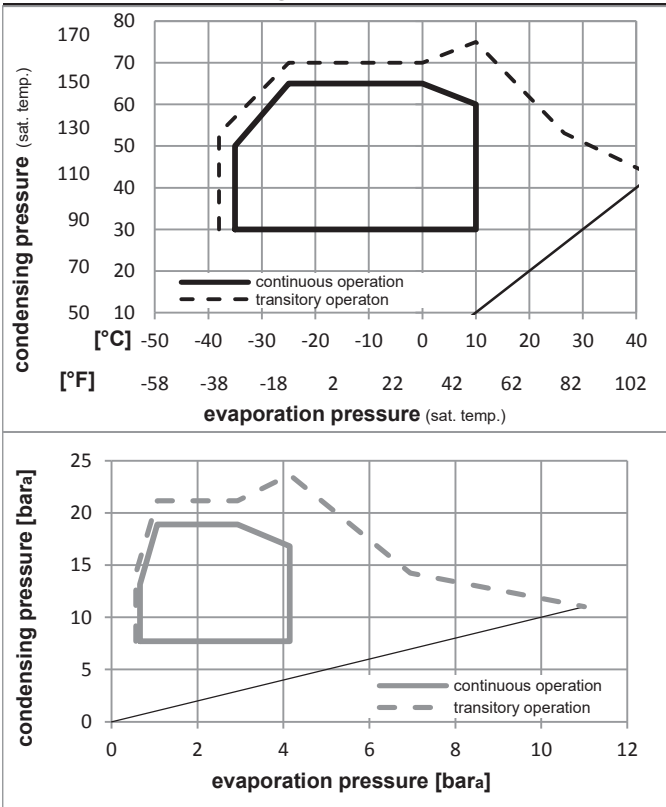 80
170
70
150
60
130
50
110
40
90
30
70
20
50
10
condensing pressure (sat. temp.)
continuous operation
transitory operaton
[°C] -50 -40 -30 -20 -10 0 10 20 30 40
[°F] -58 -38 -18 2 22 42 62 82 102
evaporation pressure (sat. temp.)
25
20
15
10
5
0
condensing pressure [bara]
continuous operation
transitory operation
0 2 4 6 8 10 12
evaporation pressure [bara]